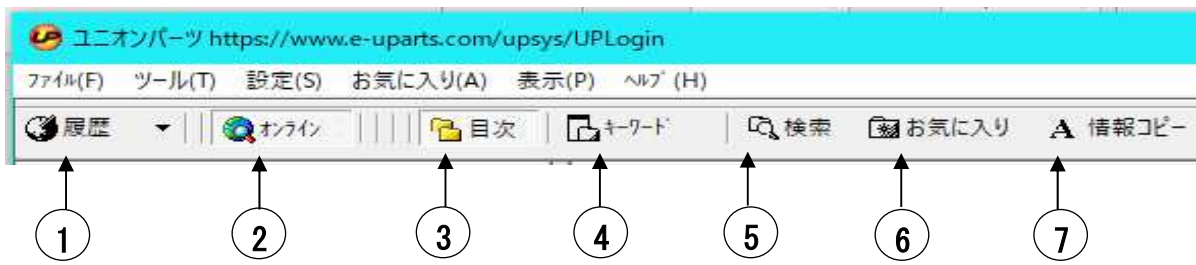 ユニオンパーツ https://www.e-uparts.com/upsys/UPLogin
ファイル(F) ツール(T) 設定(S) お気に入り(A) 表示(P) ヘルプ(H)
履歴 オンライン 目次 キーワード 検索 お気に入り A 情報コピー
1 2 3 4 5 6 7